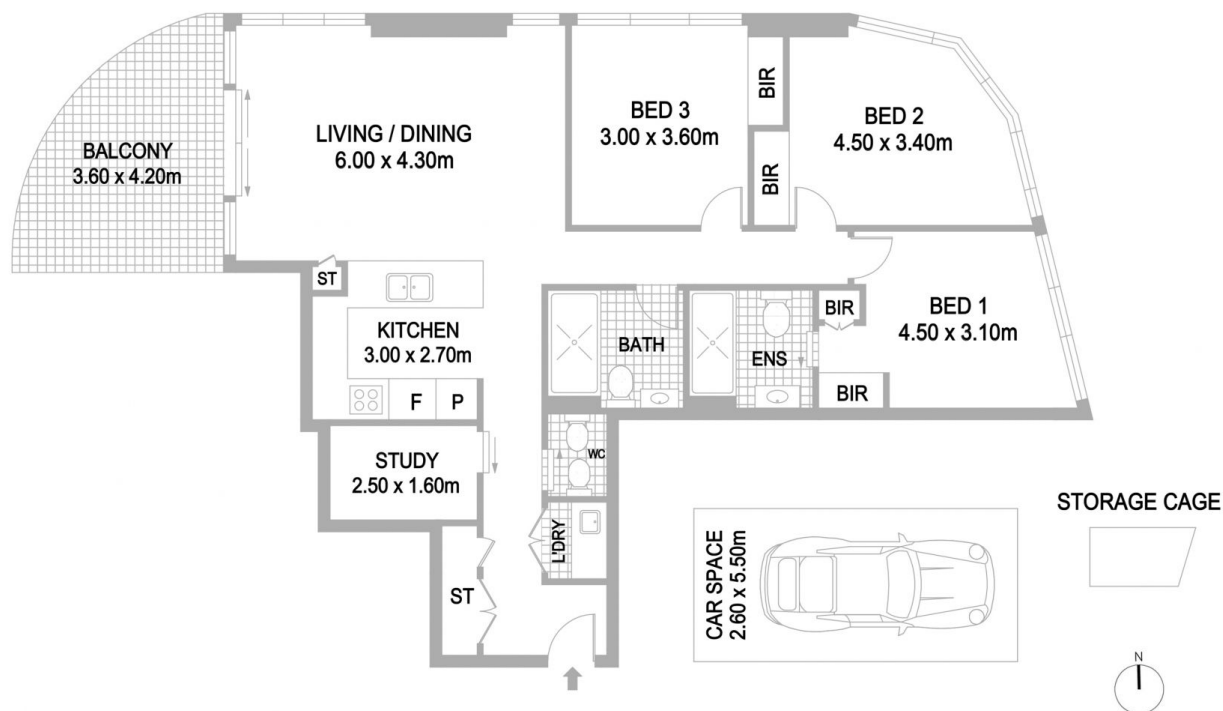 BALCONY
3.60 x 4.20m
LIVING / DINING
6.00 x 4.30m
BED 3
3.00 x 3.60m
BIR
BIR
BED 2
4.50 x 3.40m
ST
KITCHEN
3.00 x 2.70m
F
P
BATH
ENS
BIR
BIR
BED 1
4.50 x 3.10m
STUDY
2.50 x 1.60m
WC
L'DRY
ST
CAR SPACE
2.60 x 5.50m
STORAGE CAGE
N